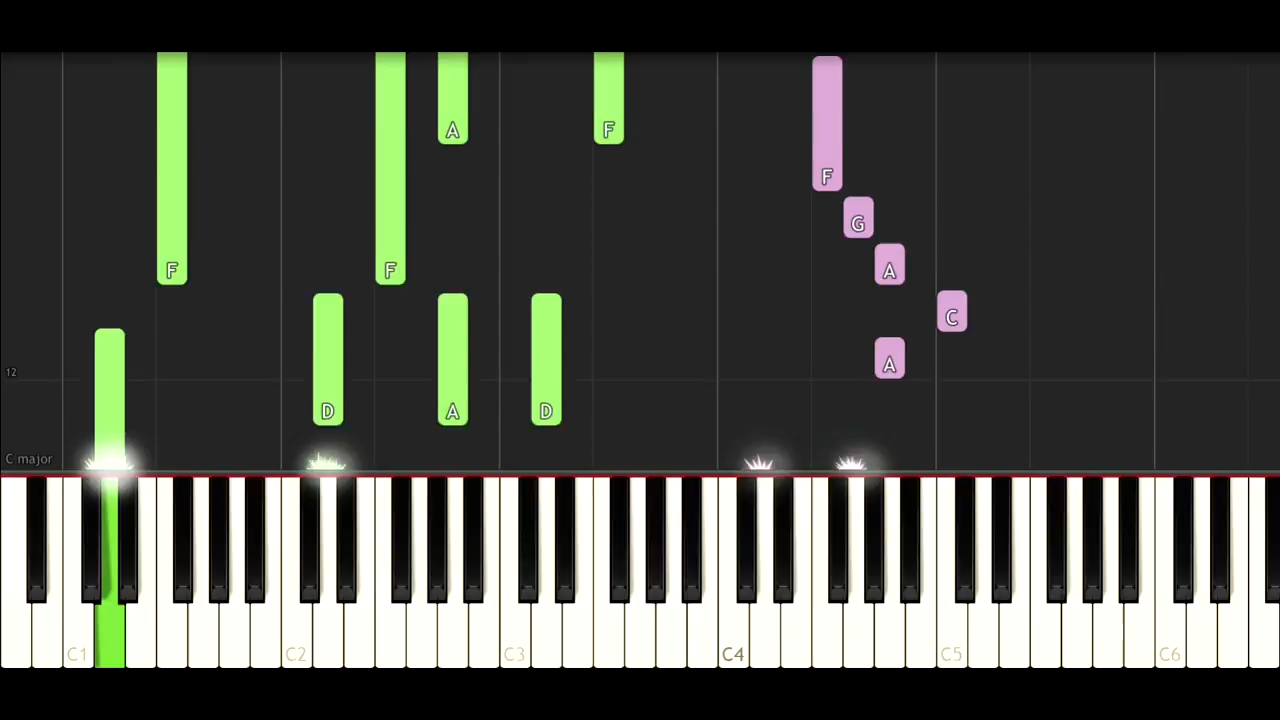 A F
F
G
F F A
C
A
12
D A D
C major
C1 C2 C3 C4 C5 C6